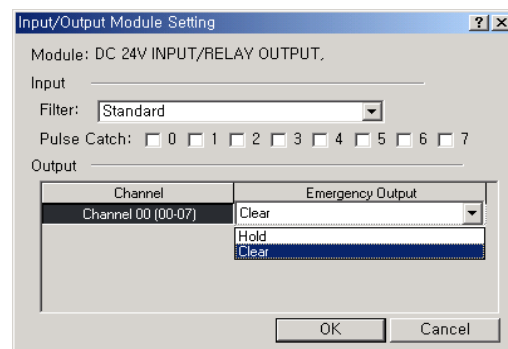 Input/Output Module Setting
Module: DC 24V INPUT/RELAY OUTPUT,
Input
Filter: Standard
Pulse Catch: 0 1 2 3 4 5 6 7
Output
Channel Emergency Output
Channel 00 (00-07) Clear
Hold
Clear
OK Cancel